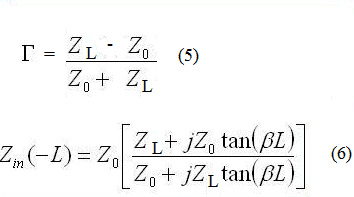 Γ = (Z_L - Z_0) / (Z_0 + Z_L) (5)
Z_in(-L) = Z_0 [ (Z_L + jZ_0 tan(βL)) / (Z_0 + jZ_L tan(βL)) ] (6)